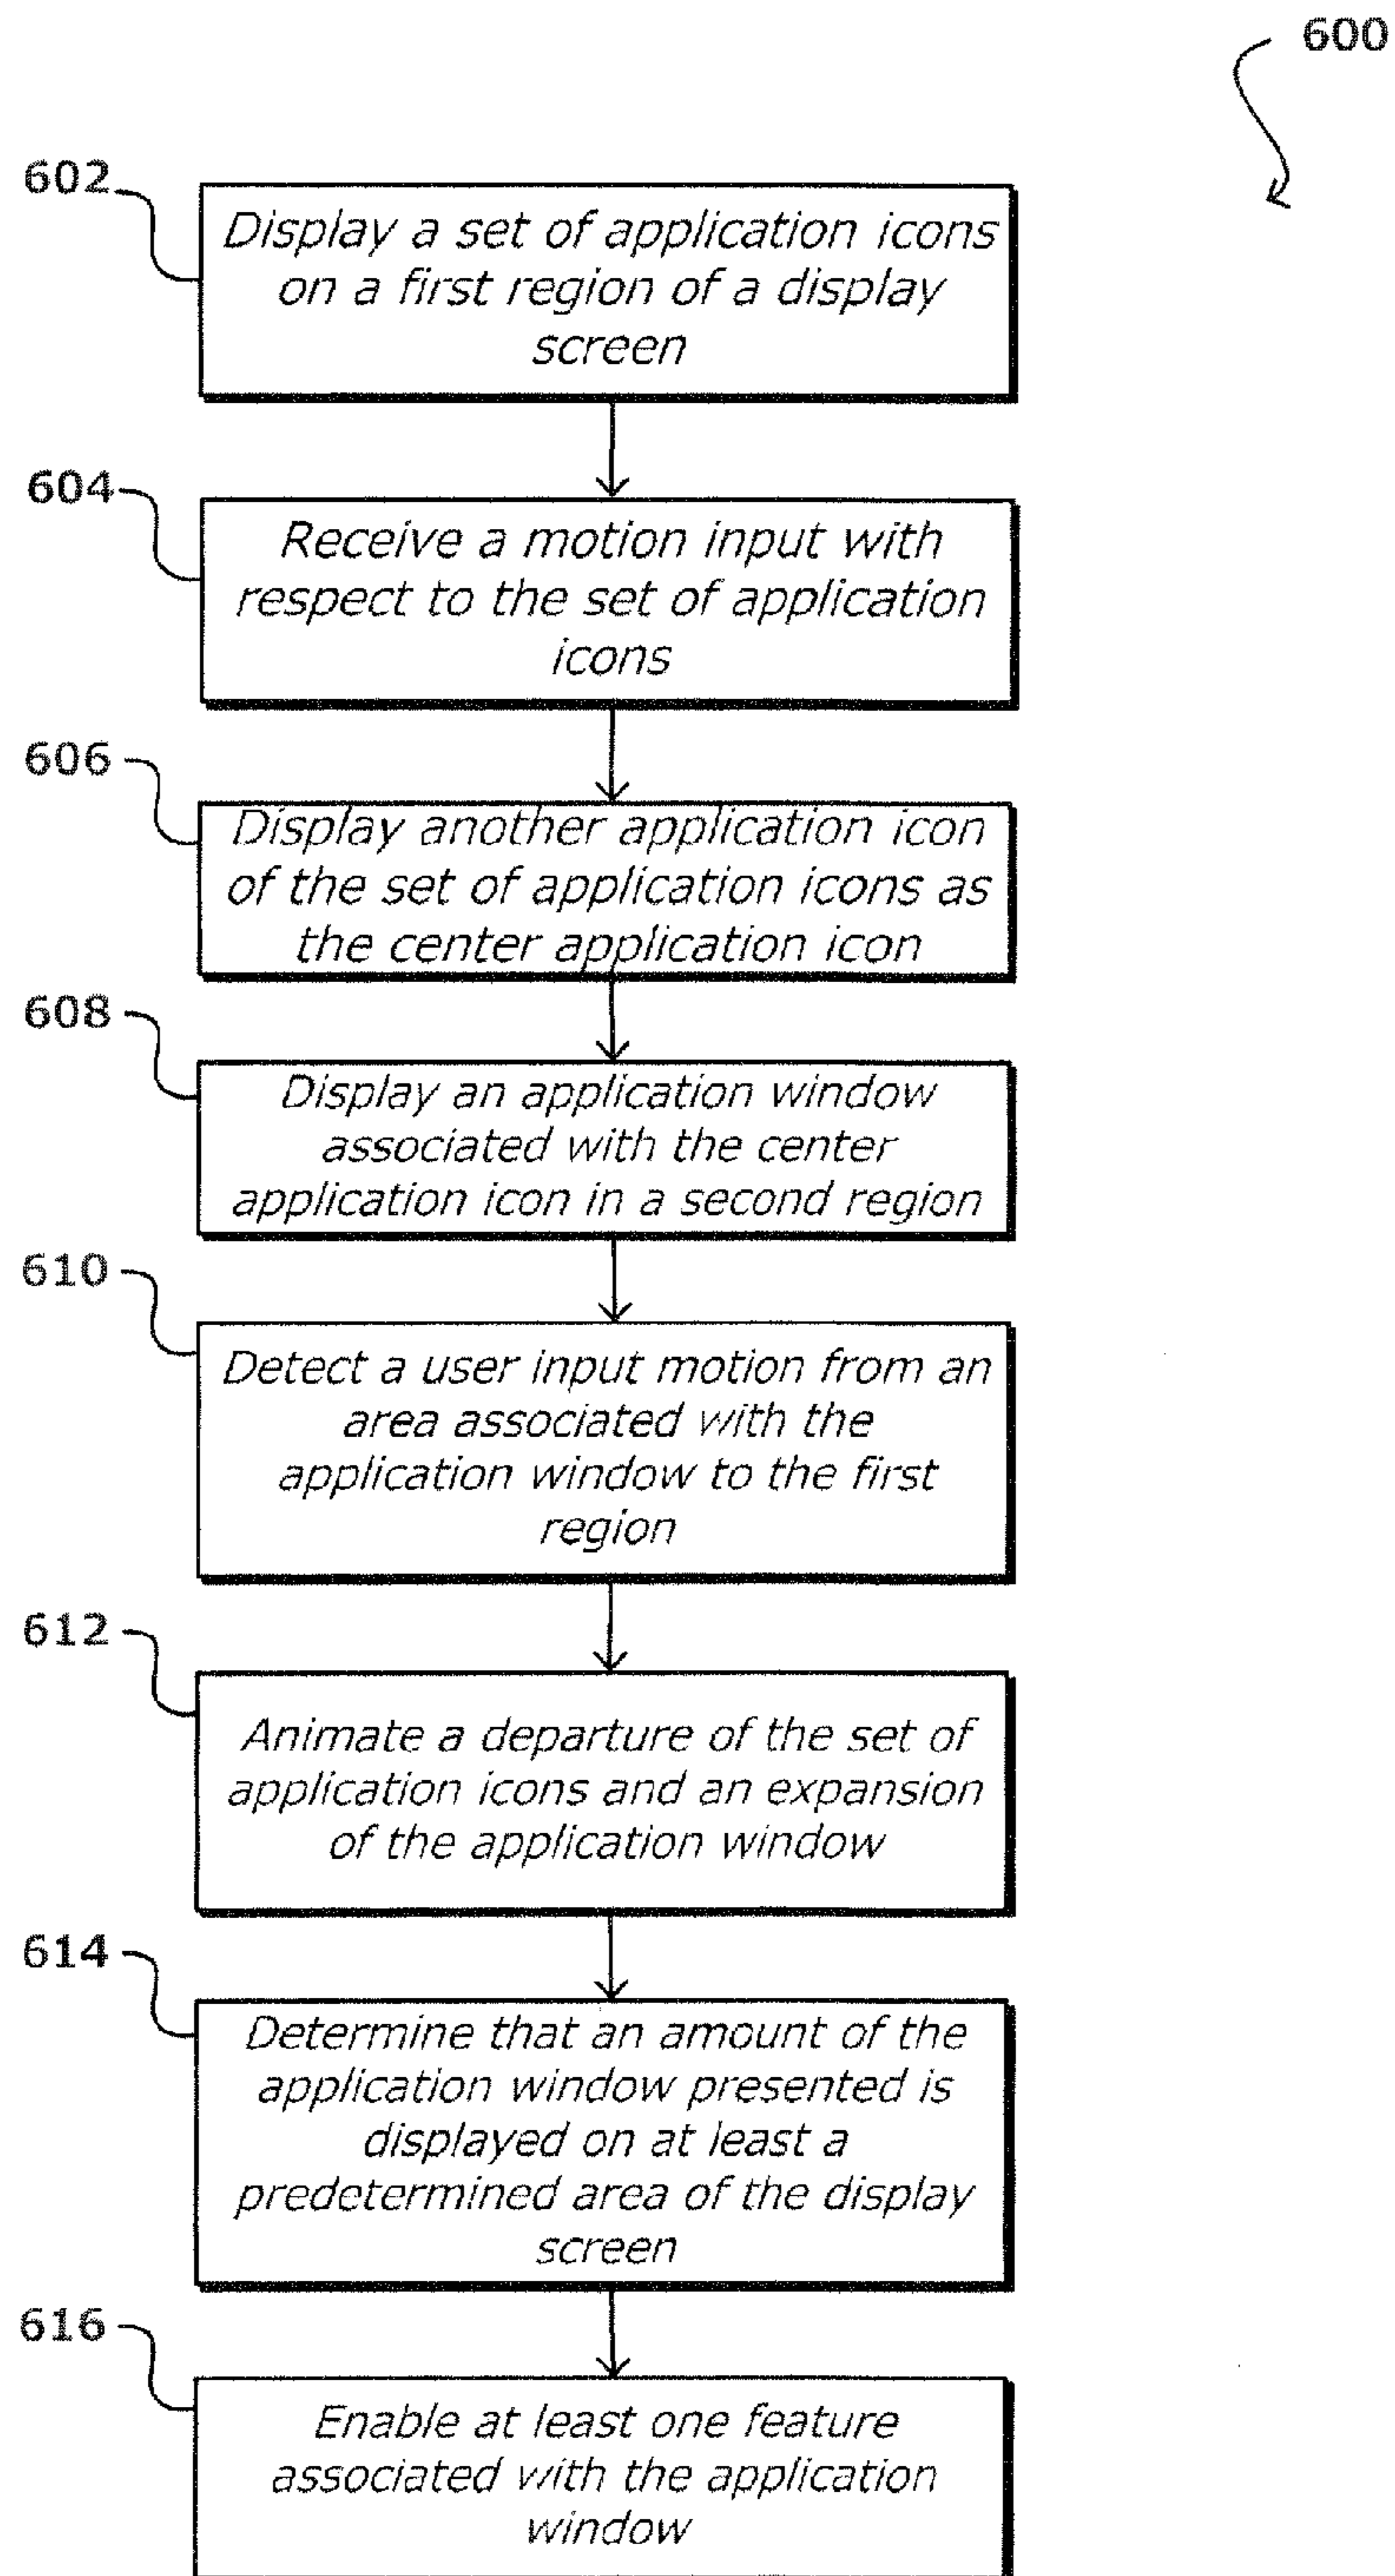 600
602
Display a set of application icons
on a first region of a display
screen
604
Receive a motion input with
respect to the set of application
icons
606
Display another application icon
of the set of application icons as
the center application icon
608
Display an application window
associated with the center
application icon in a second region
610
Detect a user input motion from an
area associated with the
application window to the first
region
612
Animate a departure of the set of
application icons and an expansion
of the application window
614
Determine that an amount of the
application window presented is
displayed on at least a
predetermined area of the display
screen
616
Enable at least one feature
associated with the application
window